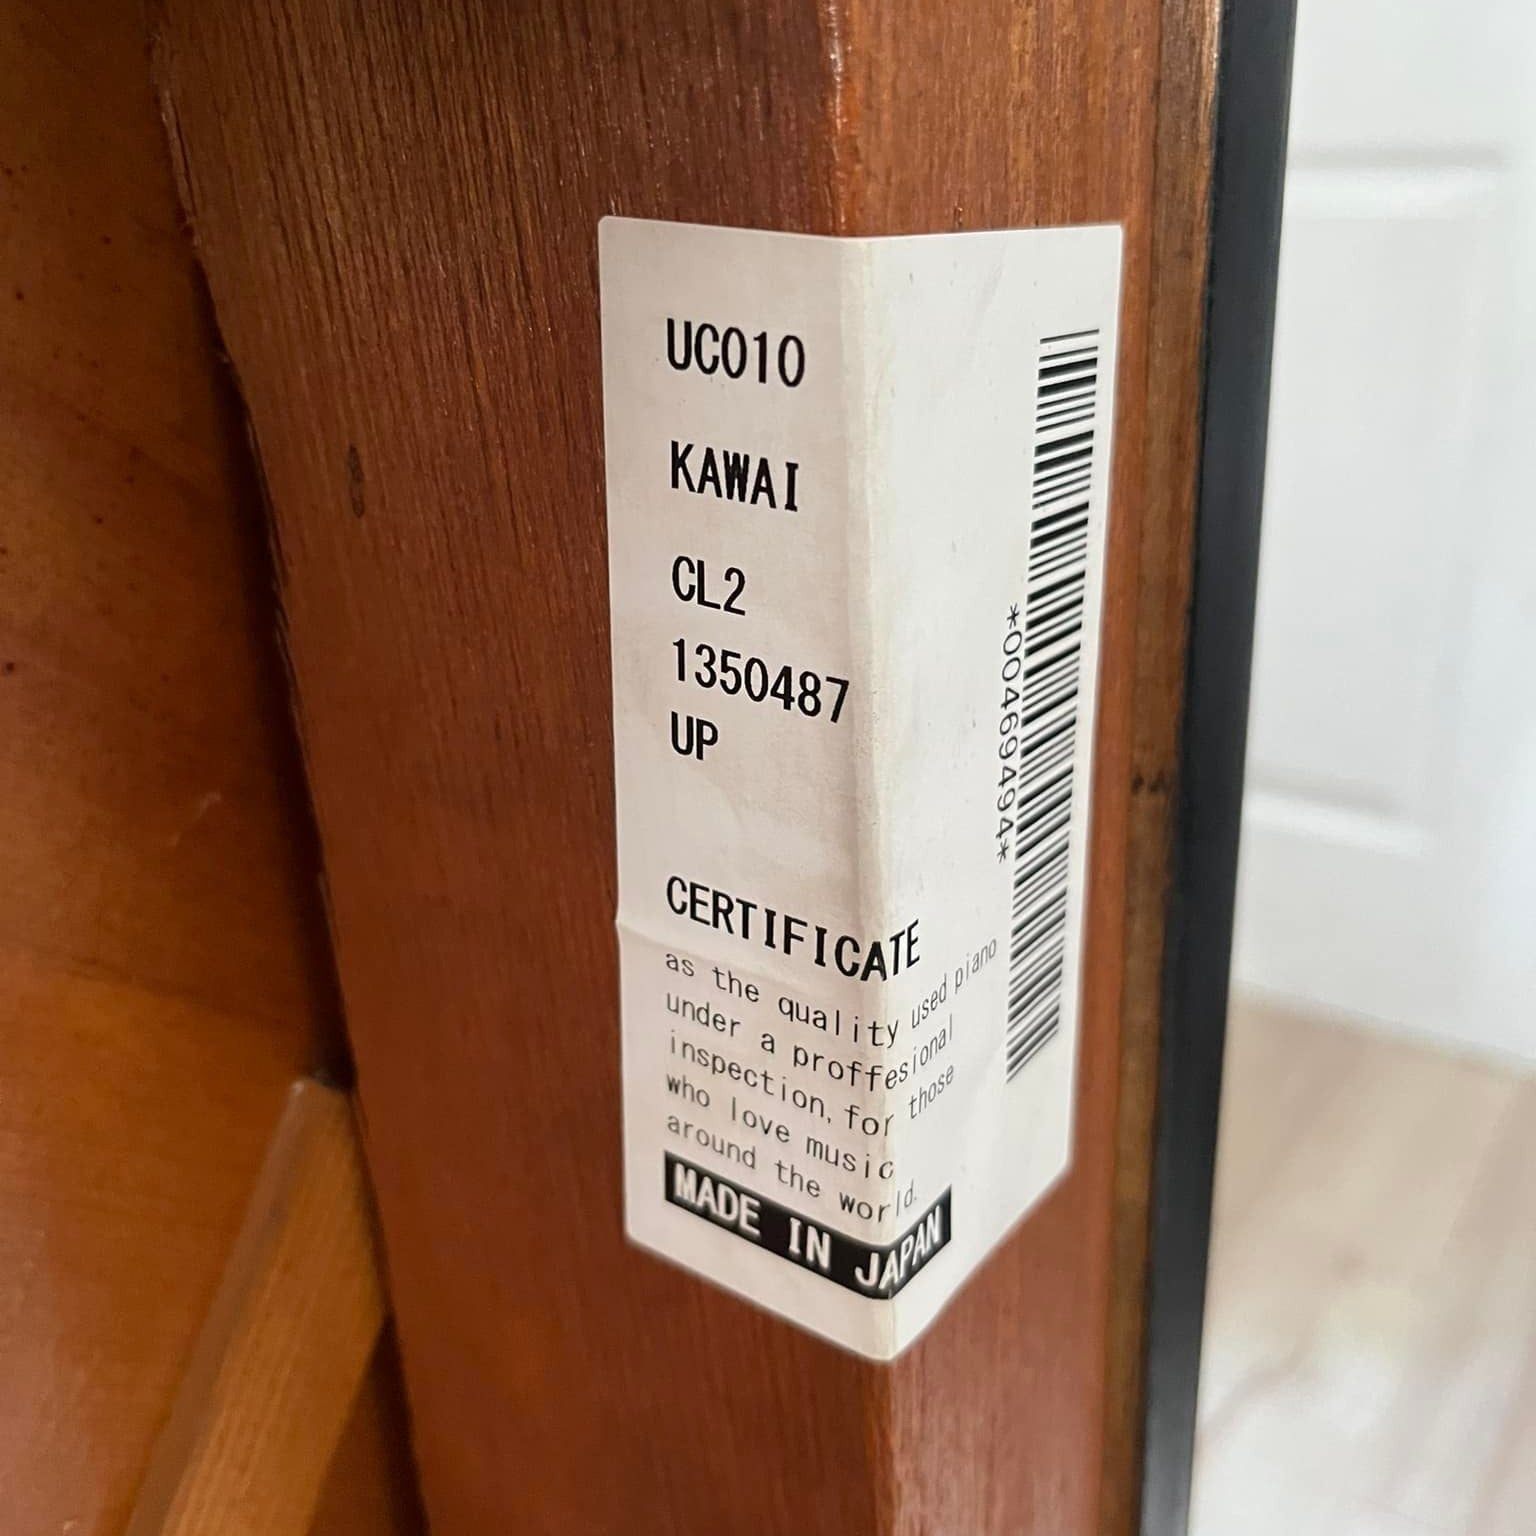 UC010
KAWAI
CL2
1350487
UP
*00469494*
CERTIFICATE
as the quality used piano
under a proffesional
inspection, for those
who love music
around the world.
MADE IN JAPAN